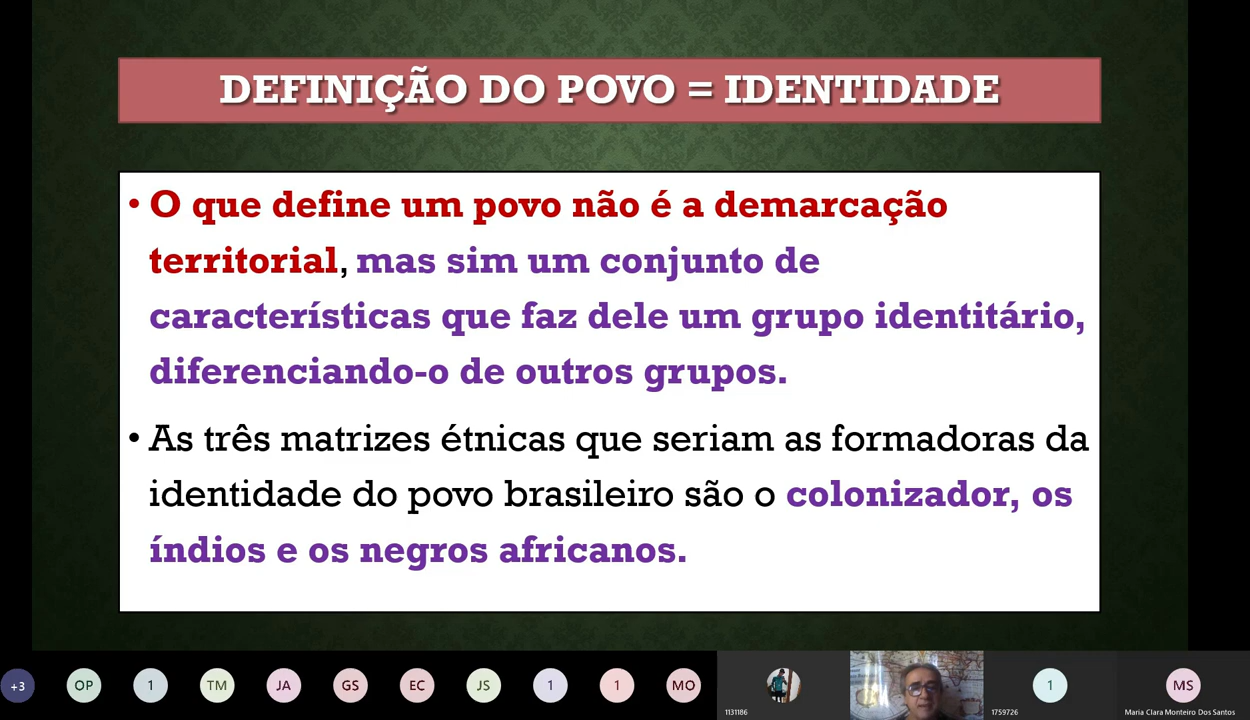 DEFINIÇÃO DO POVO = IDENTIDADE
• O que define um povo não é a demarcação
territorial, mas sim um conjunto de
características que faz dele um grupo identitário,
diferenciando-o de outros grupos.
• As três matrizes étnicas que seriam as formadoras da
identidade do povo brasileiro são o colonizador, os
índios e os negros africanos.
+3 OP 1 TM JA GS EC JS 1 1 MO 1 MS
1131186 1759726 Maria Clara Monteiro Dos Santos